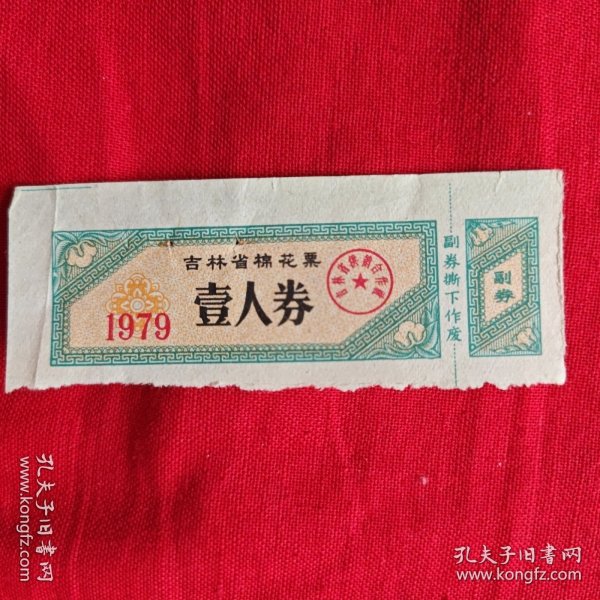 吉林省棉花票
壹人券
1979
吉林省供销合作社
副券撕下作废
副券
孔夫子旧书网
www.kongfz.com
孔夫子旧书网
www.kongfz.com